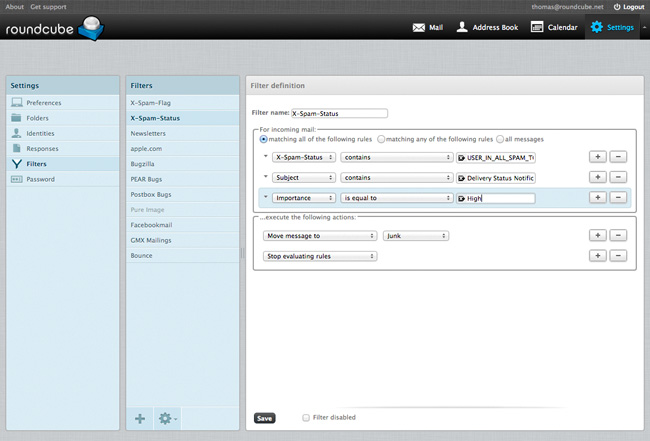 About Get support
thomas@roundcube.net Logout
roundcube
Mail Address Book Calendar Settings
Settings
Preferences
Folders
Identities
Responses
Filters
Password
Filters
X-Spam-Flag
X-Spam-Status
Newsletters
apple.com
Bugzilla
PEAR Bugs
Postbox Bugs
Pure Image
Facebookmail
GMX Mailings
Bounce
Filter definition
Filter name: X-Spam-Status
For incoming mail:
matching all of the following rules matching any of the following rules all messages
X-Spam-Status contains USER_IN_ALL_SPAM_T
Subject contains Delivery Status Notific
Importance is equal to High
...execute the following actions:
Move message to Junk
Stop evaluating rules
Save Filter disabled